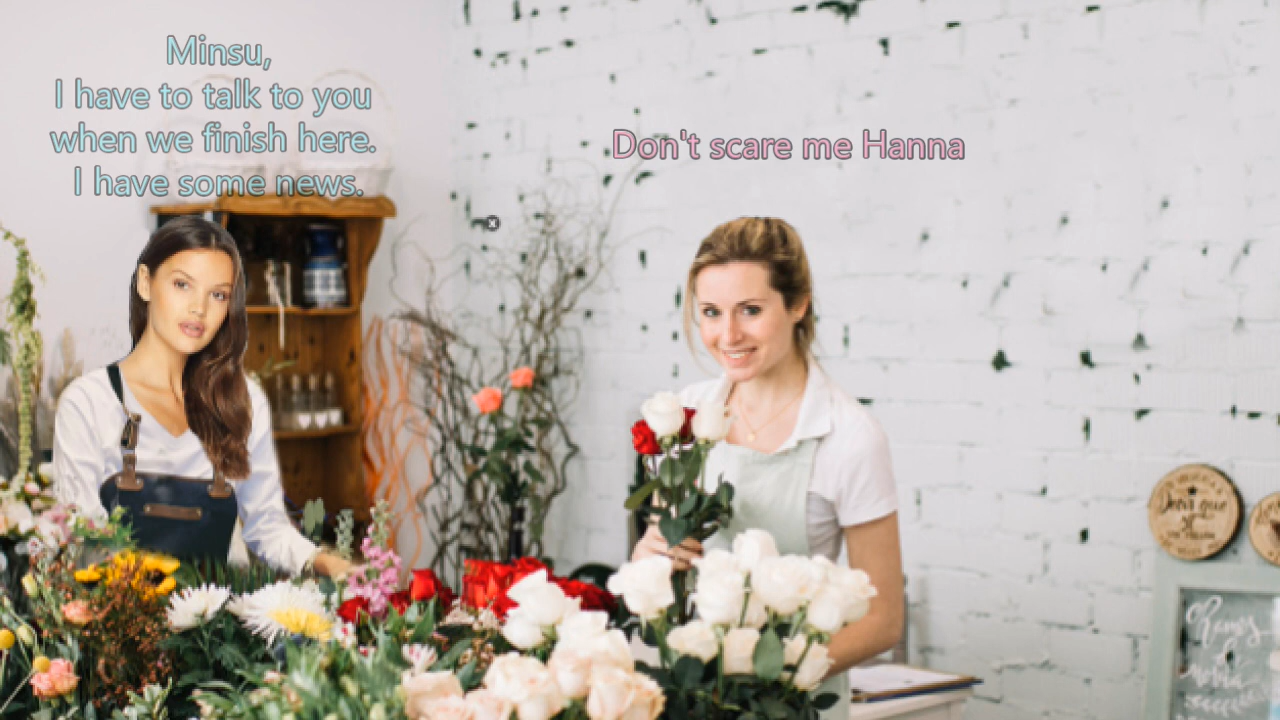 Minsu,
I have to talk to you
when we finish here.
I have some news.
Don't scare me Hanna